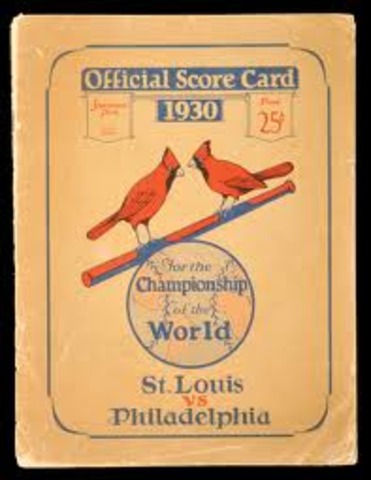 Official Score Card
1930
Price
25¢
for the
Championship
of the
World
St. Louis
VS
Philadelphia